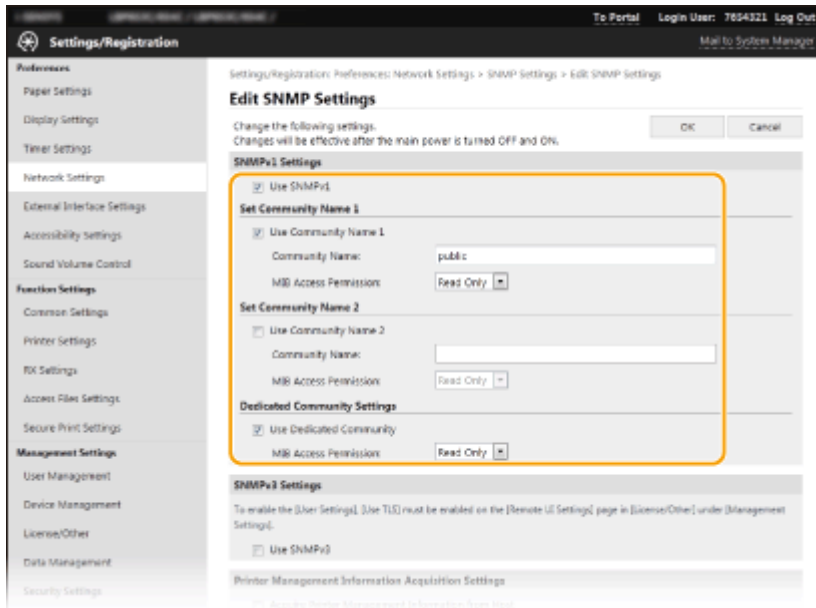 To Portal Login User: 7654321 Log Out
Settings/Registration
Mail to System Manager
Preferences
Paper Settings
Display Settings
Timer Settings
Network Settings
External Interface Settings
Accessibility Settings
Sound Volume Control
Function Settings
Common Settings
Printer Settings
RX Settings
Access Files Settings
Secure Print Settings
Management Settings
User Management
Device Management
License/Other
Data Management
Security Settings
Settings/Registration: Preferences: Network Settings > SNMP Settings > Edit SNMP Settings
Edit SNMP Settings
Change the following settings.
Changes will be effective after the main power is turned OFF and ON.
OK Cancel
SNMPv1 Settings
Use SNMPv1
Set Community Name 1
Use Community Name 1
Community Name: public
MIB Access Permission: Read Only
Set Community Name 2
Use Community Name 2
Community Name:
MIB Access Permission: Read Only
Dedicated Community Settings
Use Dedicated Community
MIB Access Permission: Read Only
SNMPv3 Settings
To enable the [User Settings], [Use TLS] must be enabled on the [Remote UI Settings] page in [License/Other] under [Management
Settings].
Use SNMPv3
Printer Management Information Acquisition Settings
Acquire Printer Management Information from Host